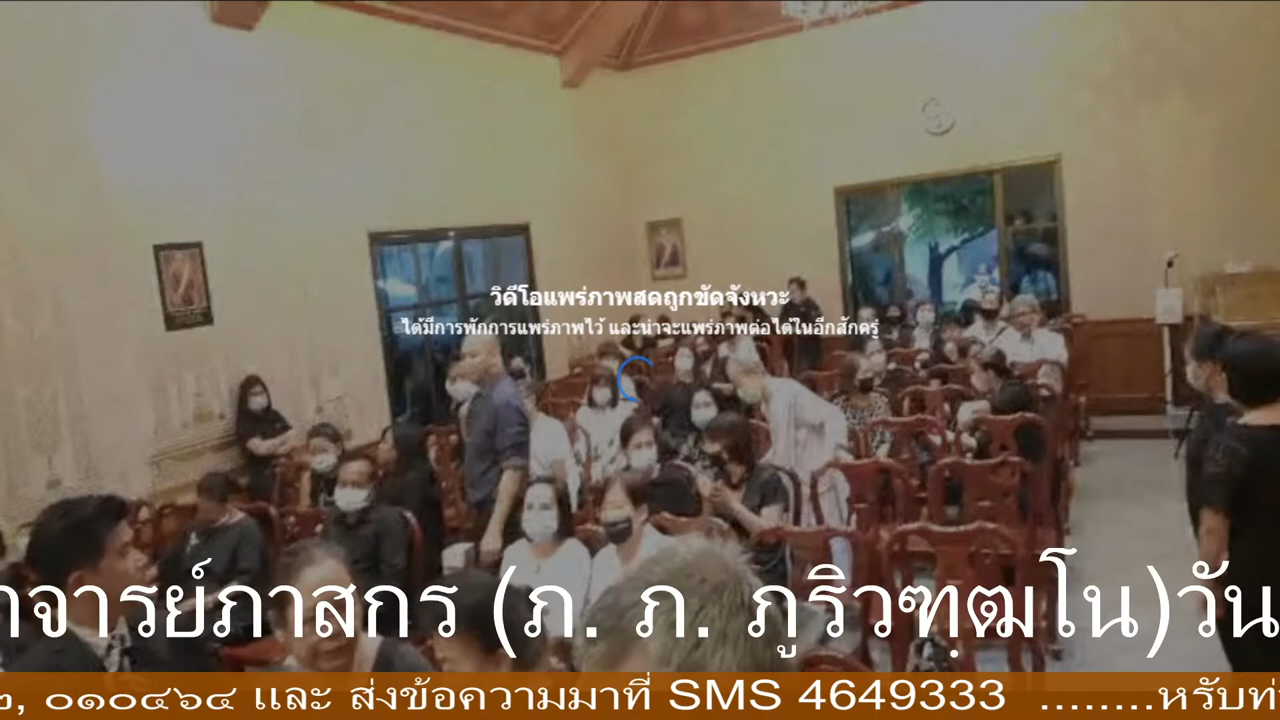 วิดีโอแพร่ภาพสดถูกขัดจังหวะ
ได้มีการพักการแพร่ภาพไว้ และน่าจะแพร่ภาพต่อได้ในอีกสักครู่
าจารย์ภาสกร (ภ. ภ. ภูริวฑฺฒโน)วัน
๒, ๐๑๐๔๖๔ และ ส่งข้อความมาที่ SMS 4649333 ........หรับท่